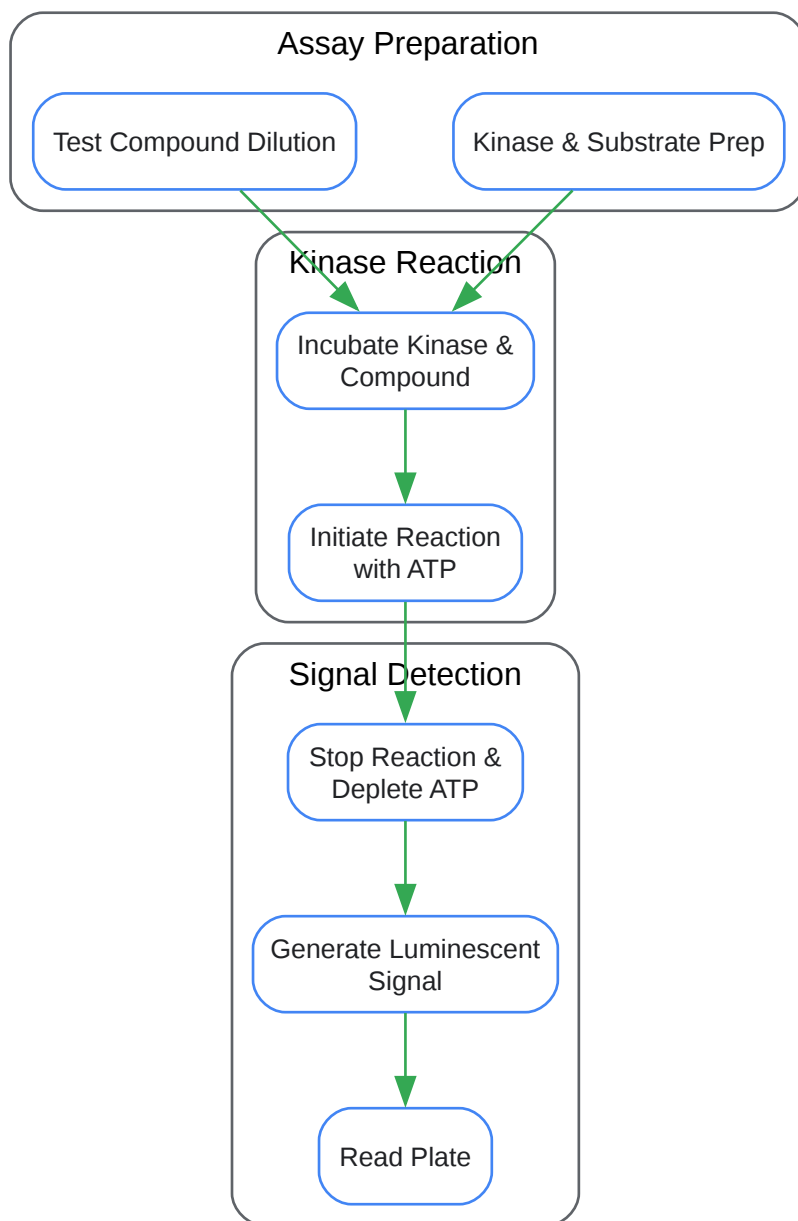 Assay Preparation
Test Compound Dilution
Kinase & Substrate Prep
Kinase Reaction
Incubate Kinase &
Compound
Initiate Reaction
with ATP
Signal Detection
Stop Reaction &
Deplete ATP
Generate Luminescent
Signal
Read Plate